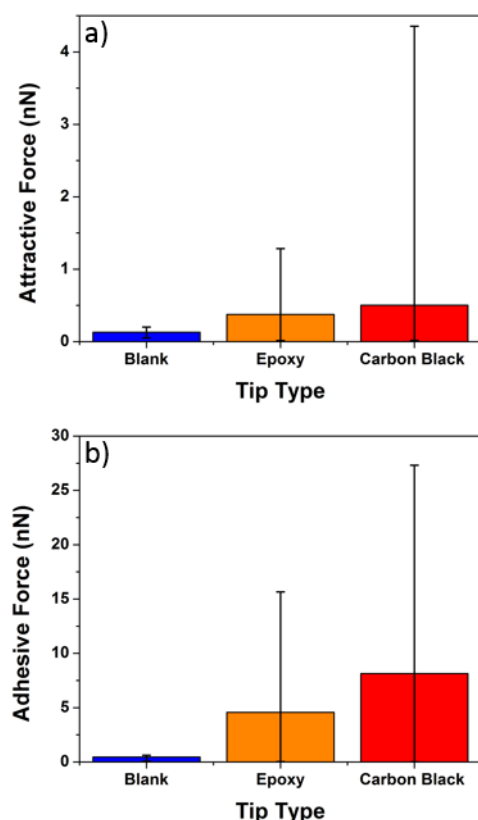 a)
Attractive Force (nN)
4
3
2
1
0
Blank Epoxy Carbon Black
Tip Type
b)
Adhesive Force (nN)
30
25
20
15
10
5
0
Blank Epoxy Carbon Black
Tip Type